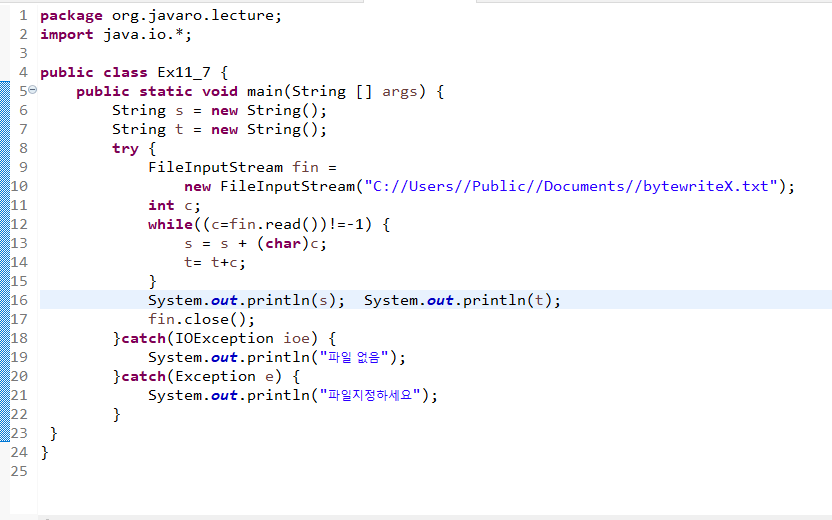 1 package org.javaro.lecture;
2 import java.io.*;
3
4 public class Ex11_7 {
5     public static void main(String [] args) {
6         String s = new String();
7         String t = new String();
8         try {
9             FileInputStream fin =
10                 new FileInputStream("C://Users//Public//Documents//bytewriteX.txt");
11             int c;
12             while((c=fin.read())!=-1) {
13                 s = s + (char)c;
14                 t= t+c;
15             }
16             System.out.println(s);  System.out.println(t);
17             fin.close();
18         }catch(IOException ioe) {
19             System.out.println("파일 없음");
20         }catch(Exception e) {
21             System.out.println("파일지정하세요");
22         }
23  }
24 }
25